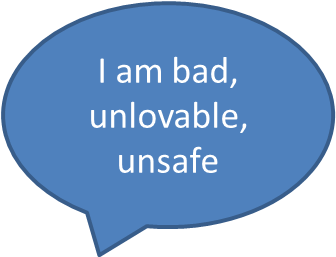 I am bad,
unlovable,
unsafe